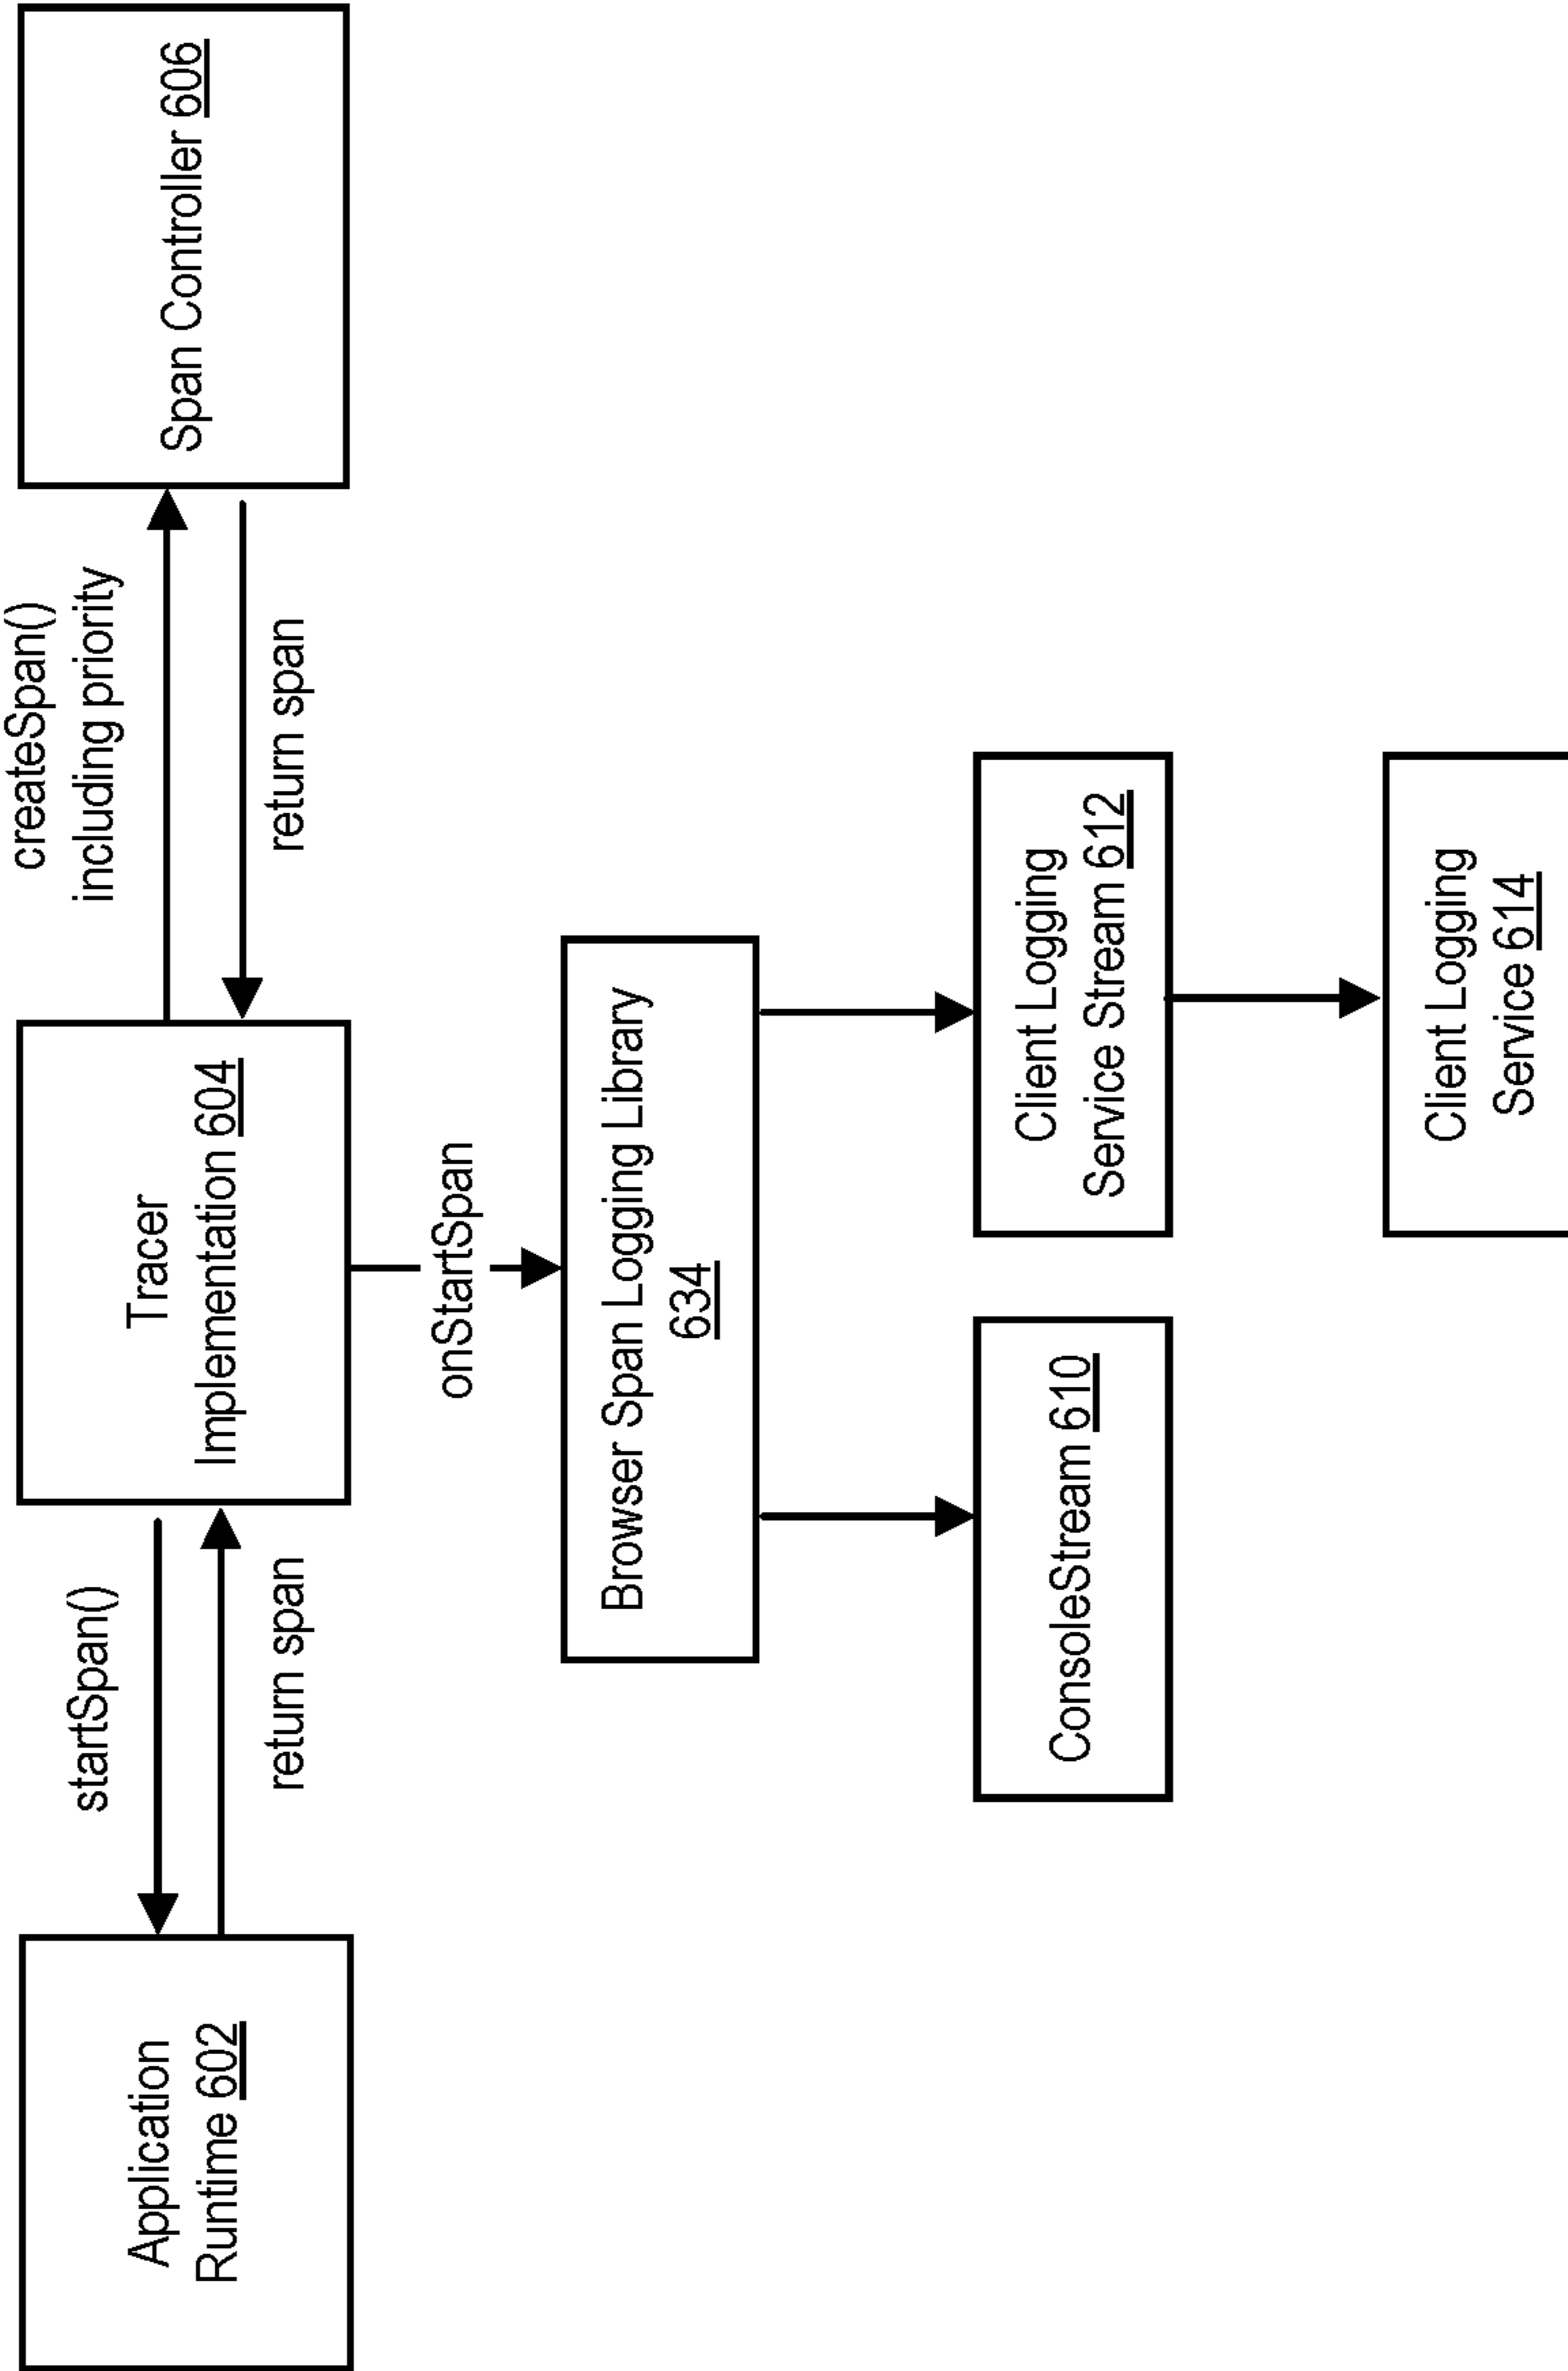 Application
Runtime 602
startSpan()
return span
Tracer
Implementation 604
createSpan()
including priority
return span
Span Controller 606
onStartSpan
Browser Span Logging Library
634
ConsoleStream 610
Client Logging
Service Stream 612
Client Logging
Service 614